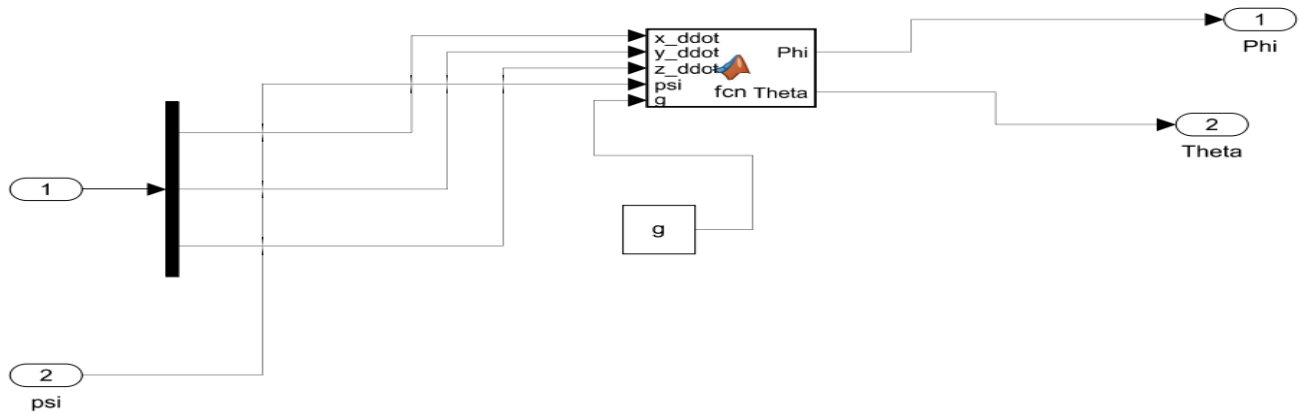 x_ddot
y_ddot
z_ddot
psi
g
Phi
fcn
Theta
1
Phi
2
Theta
1
g
2
psi